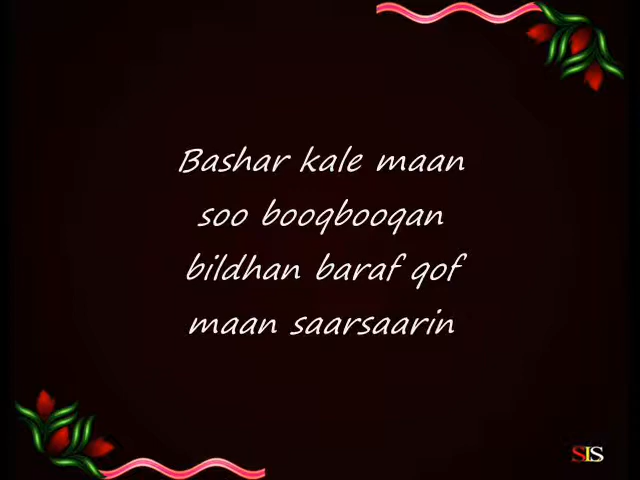 Bashar kale maan
soo booqbooqan
bildhan baraf qof
maan saarsaarin
SIS